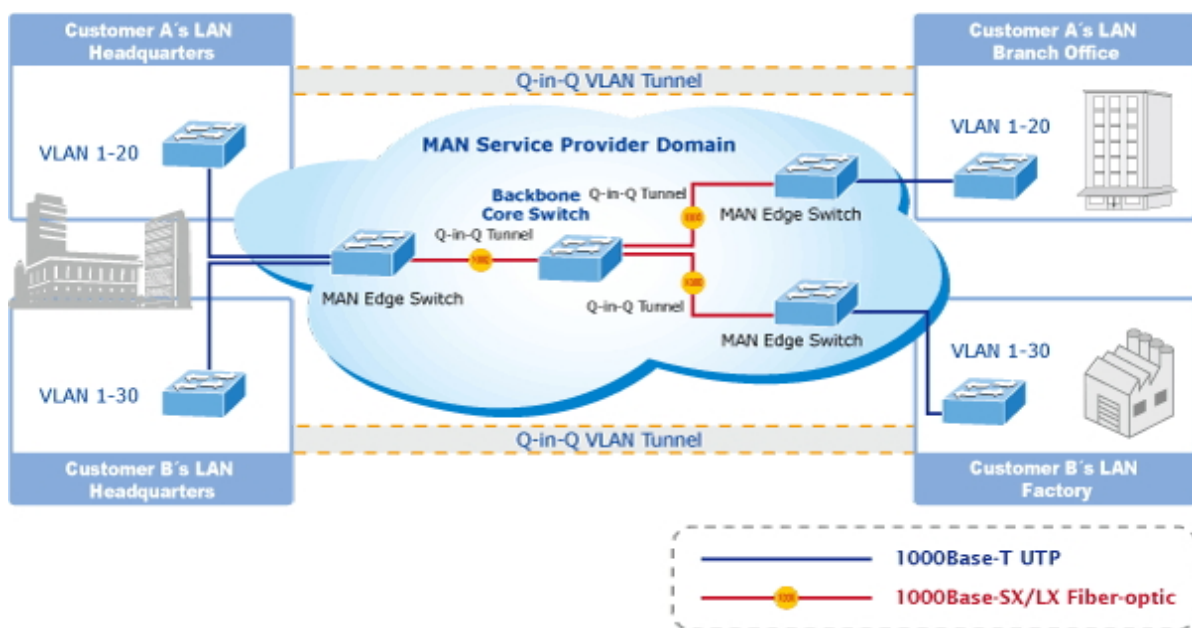 Customer A´s LAN
Headquarters
Customer A´s LAN
Branch Office
Q-in-Q VLAN Tunnel
VLAN 1-20
VLAN 1-20
MAN Service Provider Domain
Q-in-Q Tunnel
Backbone
Core Switch
MAN Edge Switch
Q-in-Q Tunnel
MAN Edge Switch
Q-in-Q Tunnel
MAN Edge Switch
VLAN 1-30
VLAN 1-30
Q-in-Q VLAN Tunnel
Customer B´s LAN
Headquarters
Customer B´s LAN
Factory
1000Base-T UTP
1000Base-SX/LX Fiber-optic